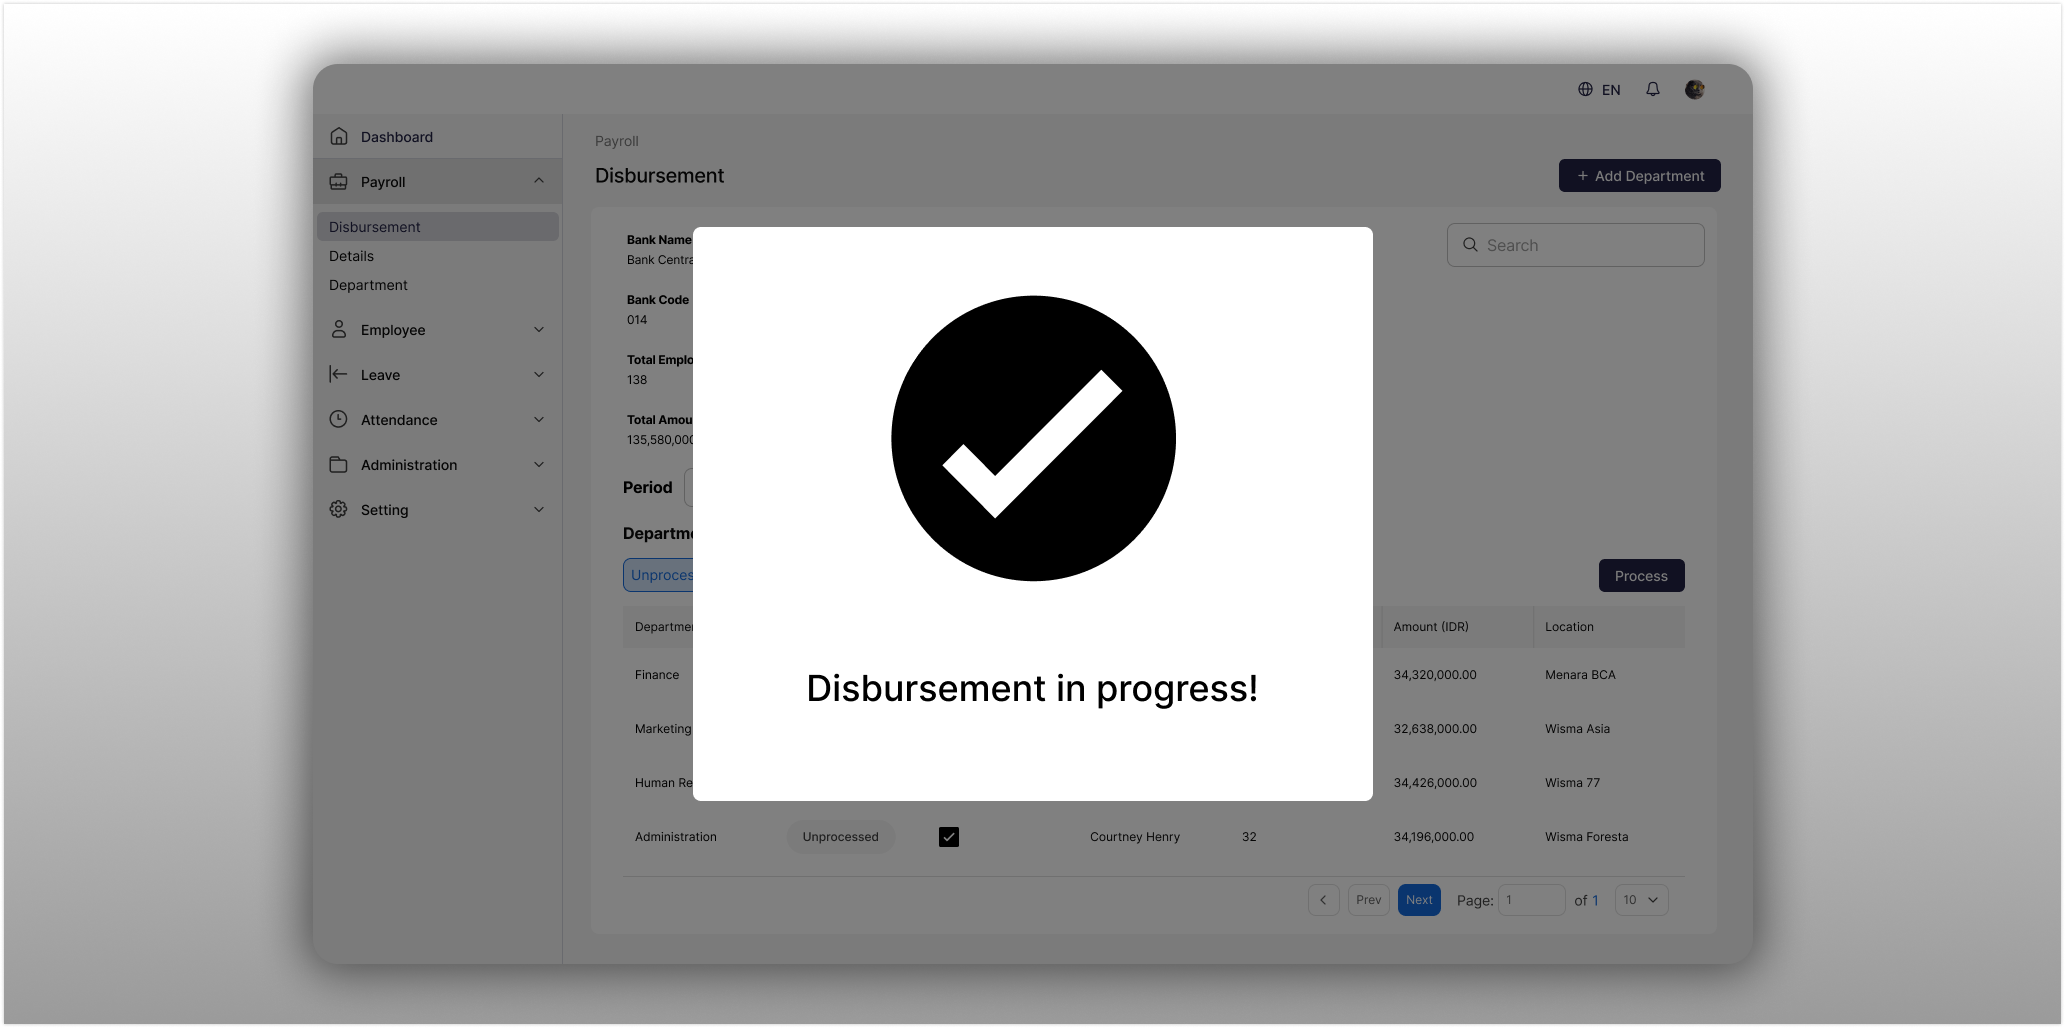 EN
Dashboard
Payroll
Disbursement
Details
Department
Employee
Leave
Attendance
Administration
Setting
Payroll
Disbursement
+ Add Department
Bank Name
Bank Centra
Search
Bank Code
014
Total Emplo
138
Total Amou
135,580,000
Period
Departme
Unproces
Process
Departmen Amount (IDR) Location
Finance 34,320,000.00 Menara BCA
Marketing 32,638,000.00 Wisma Asia
Human Re 34,426,000.00 Wisma 77
Administration Unprocessed Courtney Henry 32 34,196,000.00 Wisma Foresta
Prev Next Page: 1 of 1 10
Disbursement in progress!